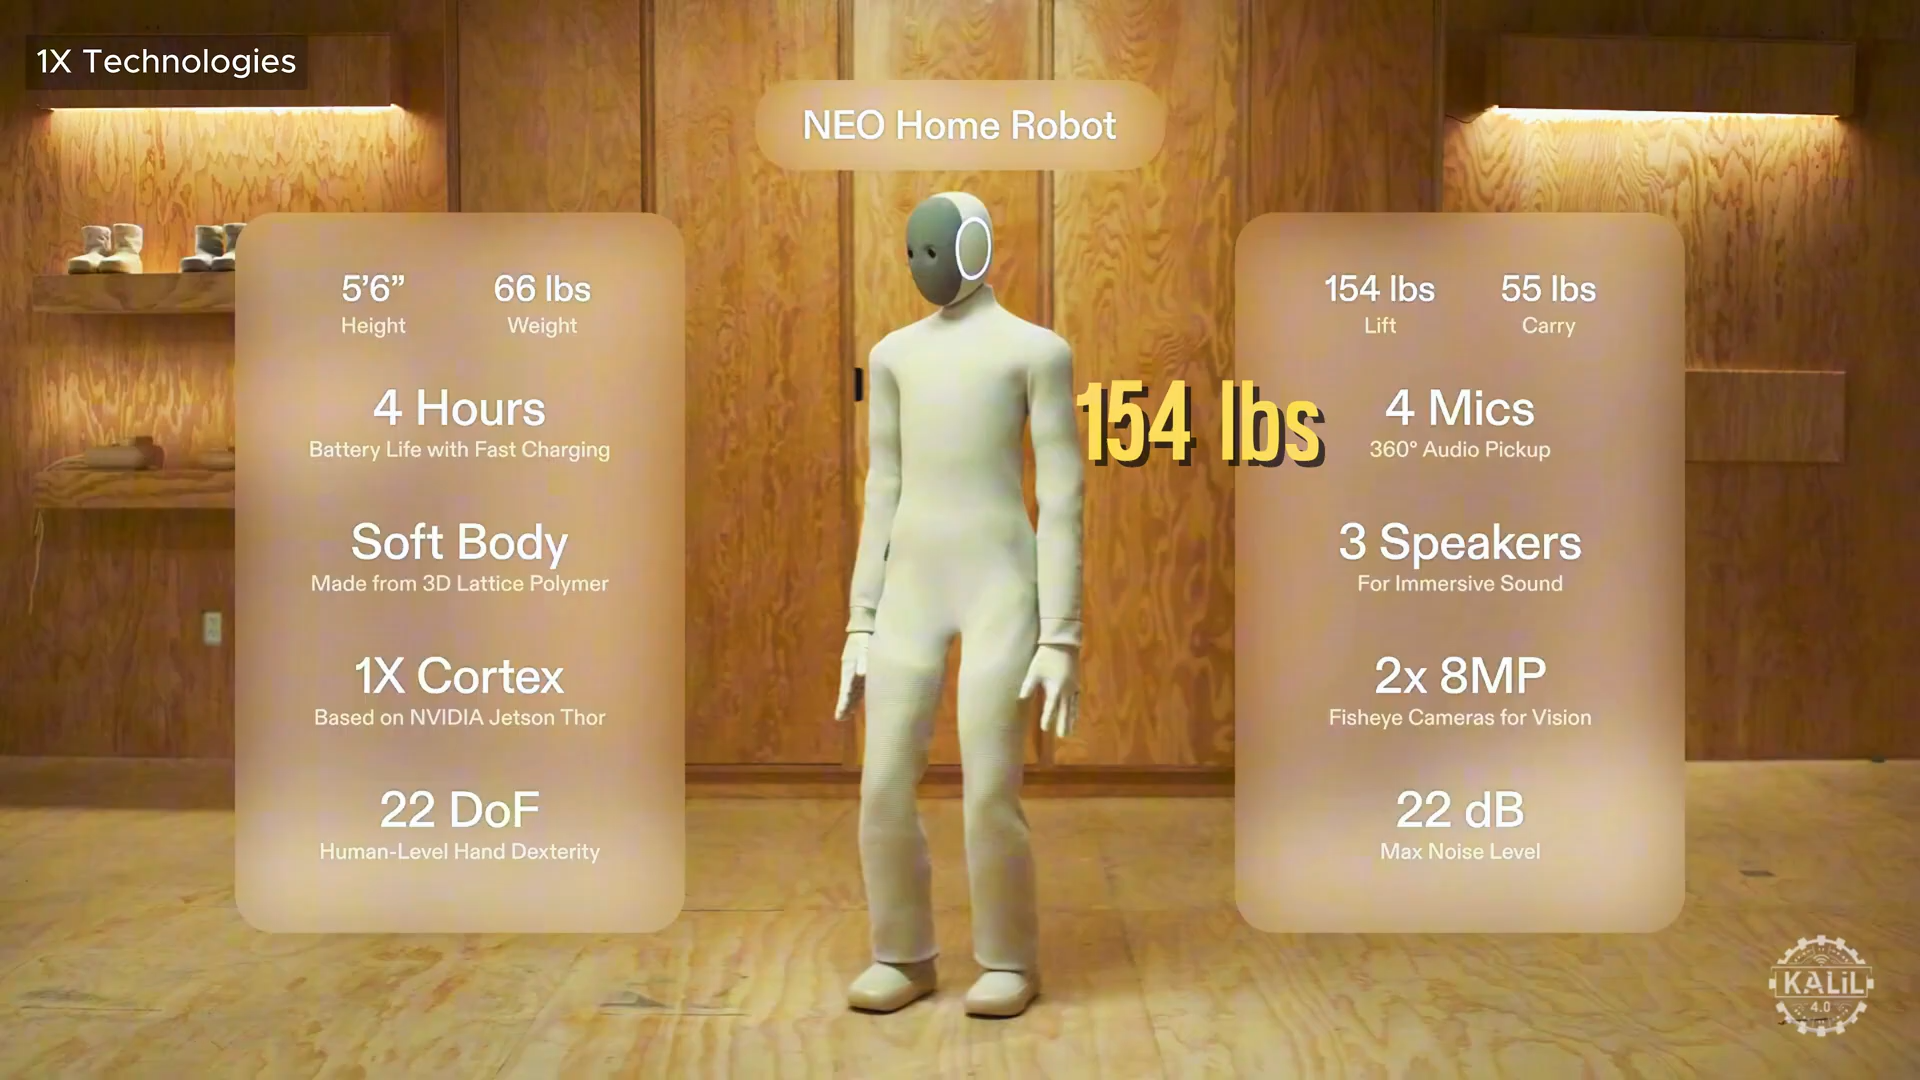 1X Technologies
NEO Home Robot
5’6” 66 lbs
Height Weight
4 Hours
Battery Life with Fast Charging
Soft Body
Made from 3D Lattice Polymer
1X Cortex
Based on NVIDIA Jetson Thor
22 DoF
Human-Level Hand Dexterity
154 lbs
154 lbs 55 lbs
Lift Carry
4 Mics
360° Audio Pickup
3 Speakers
For Immersive Sound
2x 8MP
Fisheye Cameras for Vision
22 dB
Max Noise Level
KALiL
4.0